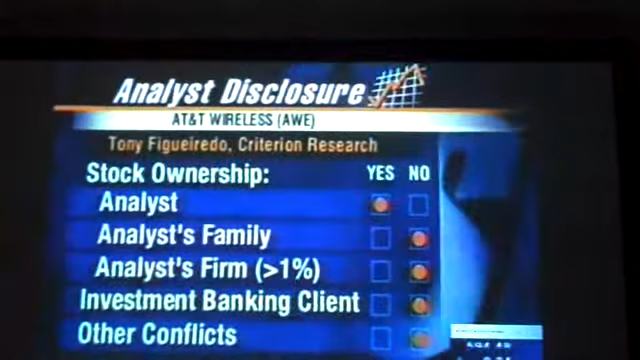 Analyst Disclosure
AT&T WIRELESS (AWE)
Tony Figueiredo, Criterion Research
Stock Ownership: YES NO
Analyst
Analyst's Family
Analyst's Firm (>1%)
Investment Banking Client
Other Conflicts